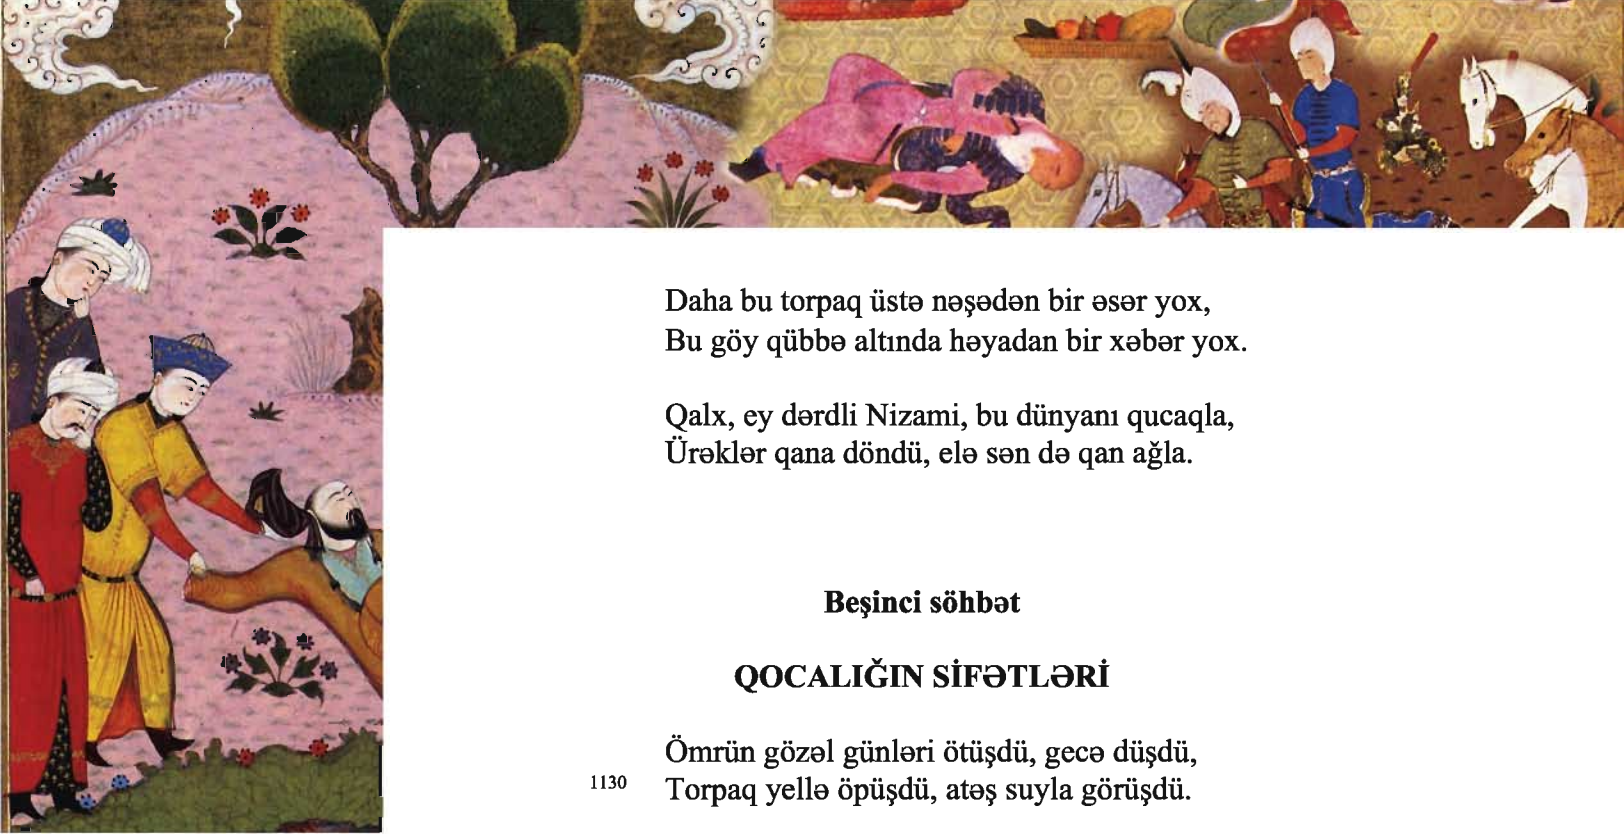 Daha bu torpaq üstə nəşədən bir əsər yox,
Bu göy qübbə altında həyadan bir xəbər yox.
Qalx, ey dərdli Nizami, bu dünyanı qucaqla,
Ürəklər qana döndü, elə sən də qan ağla.
Beşinci söhbət
QOCALIĞIN SİFƏTLƏRİ
Ömrün gözəl günləri ötüşdü, gecə düşdü,
1130 Torpaq yellə öpüşdü, atəş suyla görüşdü.